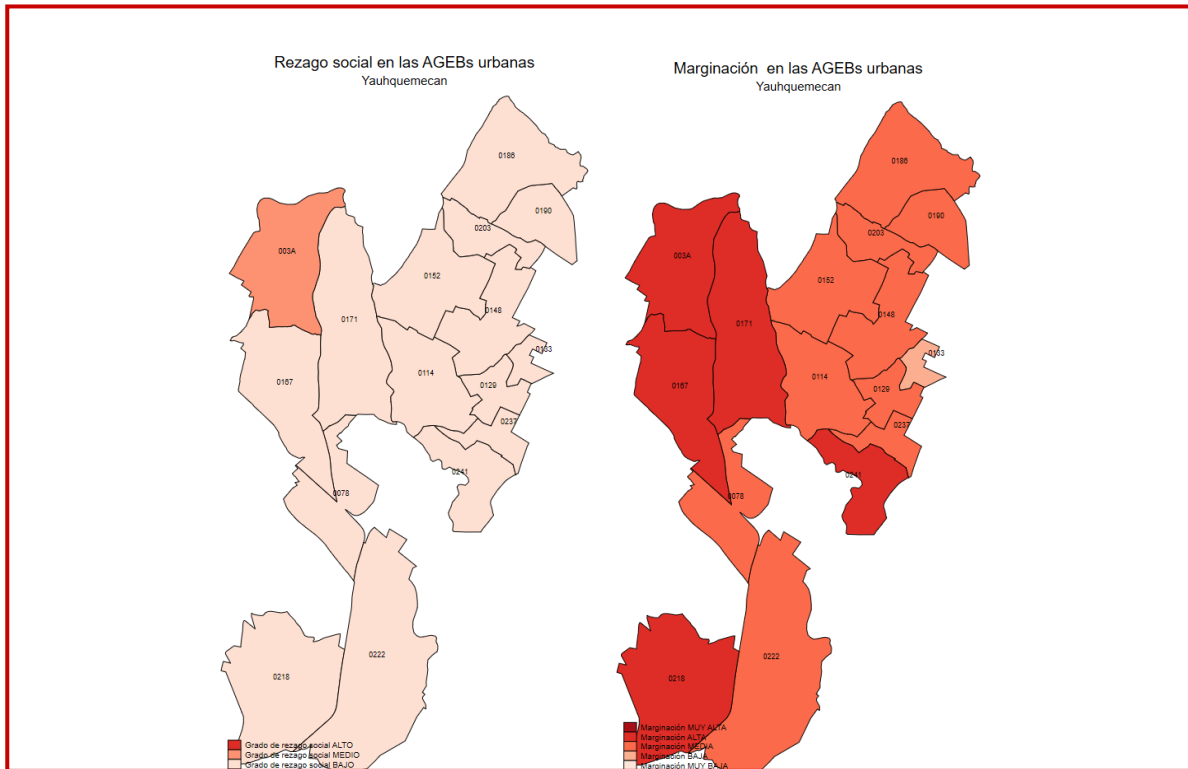 Rezago social en las AGEBs urbanas
Yauhquemecan
0186
0190
0203
003A
0152
0148
0171
0133
0167
0114
0129
0237
0241
0078
0222
0218
Grado de rezago social ALTO
Grado de rezago social MEDIO
Grado de rezago social BAJO
Marginación en las AGEBs urbanas
Yauhquemecan
0186
0190
0203
003A
0152
0148
0171
0133
0114
0167
0129
0237
0241
0078
0222
0218
Marginación MUY ALTA
Marginación ALTA
Marginación MEDIA
Marginación BAJA
Marginación MUY BAJA